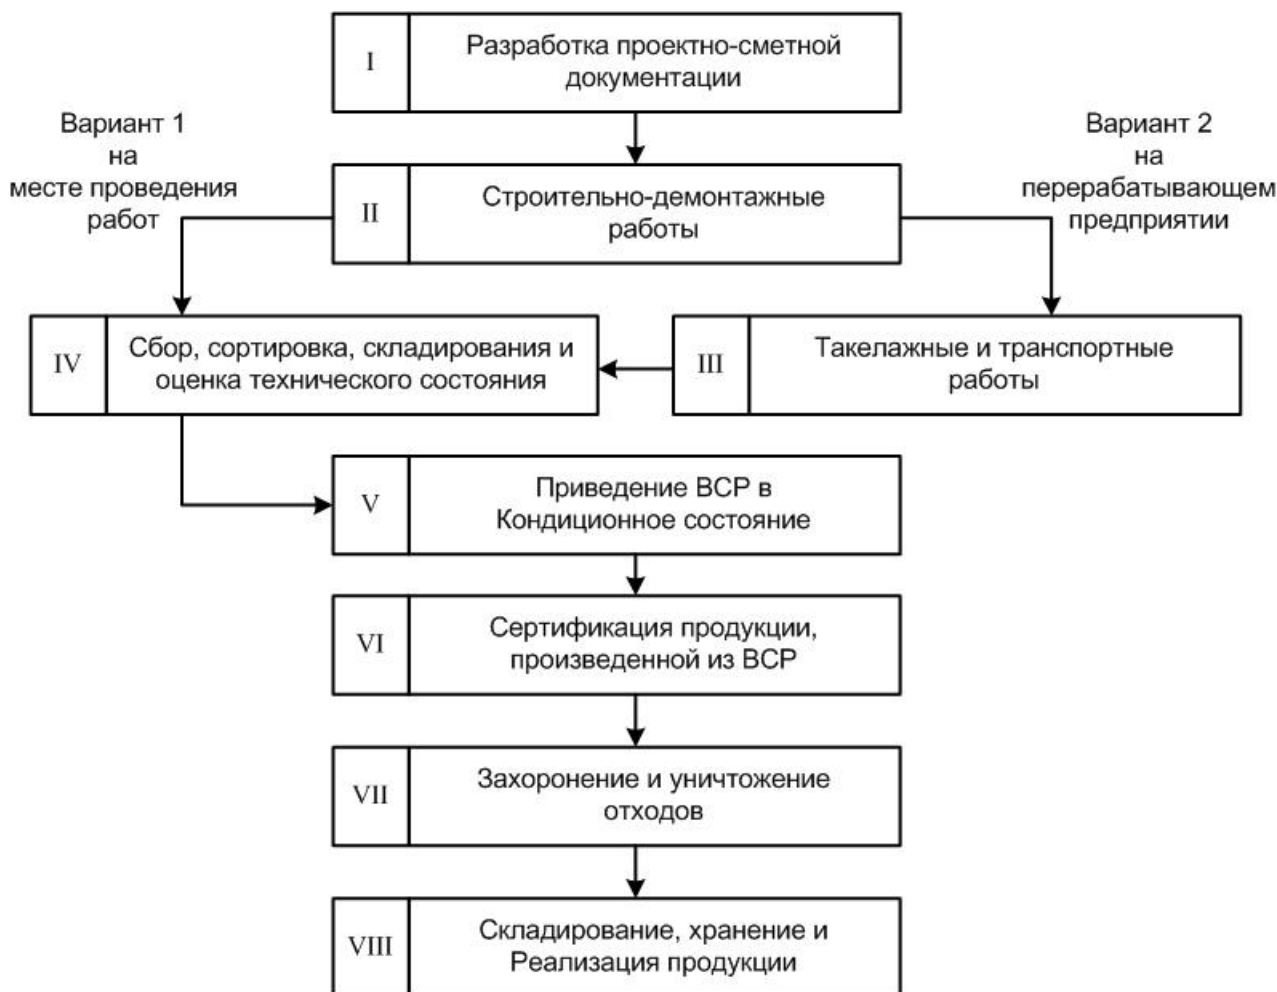 I
Разработка проектно-сметной
документации
Вариант 1
на
месте проведения
работ
Вариант 2
на
перерабатывающем
предприятии
II
Строительно-демонтажные
работы
IV
Сбор, сортировка, складирования и
оценка технического состояния
III
Такелажные и транспортные
работы
V
Приведение ВСР в
Кондиционное состояние
VI
Сертификация продукции,
произведенной из ВСР
VII
Захоронение и уничтожение
отходов
VIII
Складирование, хранение и
Реализация продукции